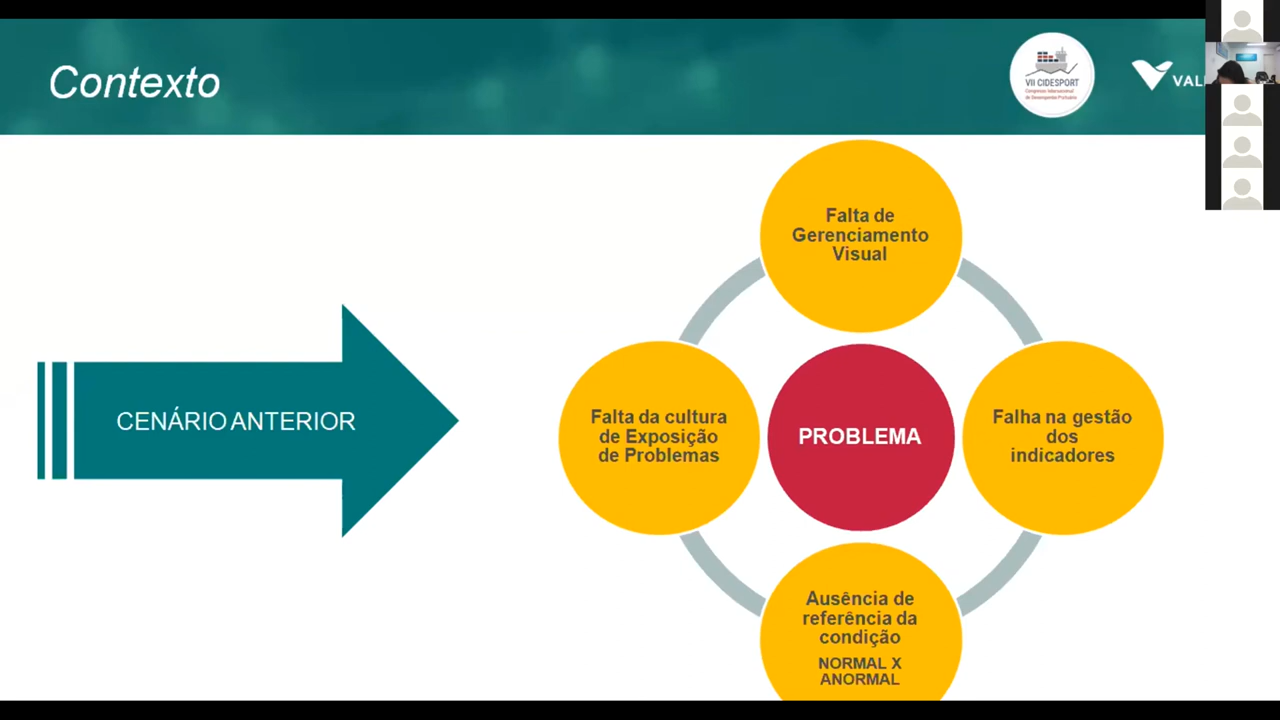 Contexto
VII CIDESPORT
Congresso Internacional
de Desempenho Portuário
VAL
Falta de
Gerenciamento
Visual
CENÁRIO ANTERIOR
Falta da cultura
de Exposição
de Problemas
PROBLEMA
Falha na gestão
dos
indicadores
Ausência de
referência da
condição
NORMAL X
ANORMAL